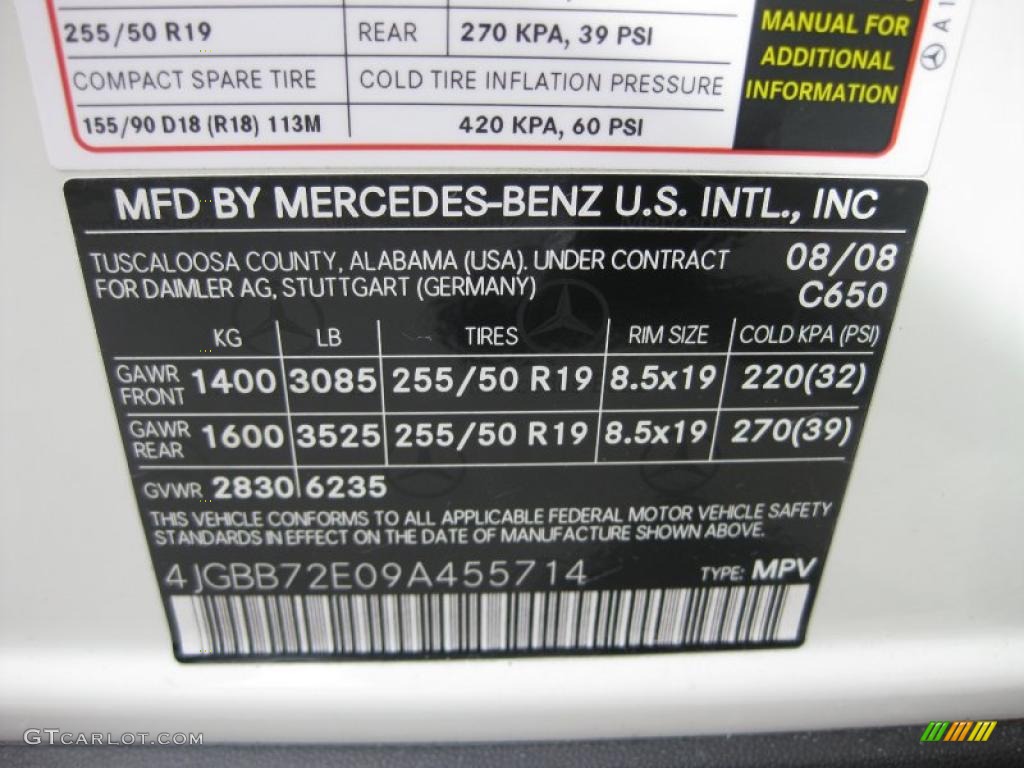 255/50 R19 REAR 270 KPA, 39 PSI
COMPACT SPARE TIRE COLD TIRE INFLATION PRESSURE
155/90 D18 (R18) 113M 420 KPA, 60 PSI
MANUAL FOR
ADDITIONAL
INFORMATION
A 1
MFD BY MERCEDES-BENZ U.S. INTL., INC
TUSCALOOSA COUNTY, ALABAMA (USA). UNDER CONTRACT 08/08
FOR DAIMLER AG, STUTTGART (GERMANY) C650
KG LB TIRES RIM SIZE COLD KPA (PSI)
GAWR FRONT 1400 3085 255/50 R19 8.5x19 220(32)
GAWR REAR 1600 3525 255/50 R19 8.5x19 270(39)
GVWR 2830 6235
THIS VEHICLE CONFORMS TO ALL APPLICABLE FEDERAL MOTOR VEHICLE SAFETY
STANDARDS IN EFFECT ON THE DATE OF MANUFACTURE SHOWN ABOVE.
4JGBB72E09A455714 TYPE: MPV
GTCARLOT.COM